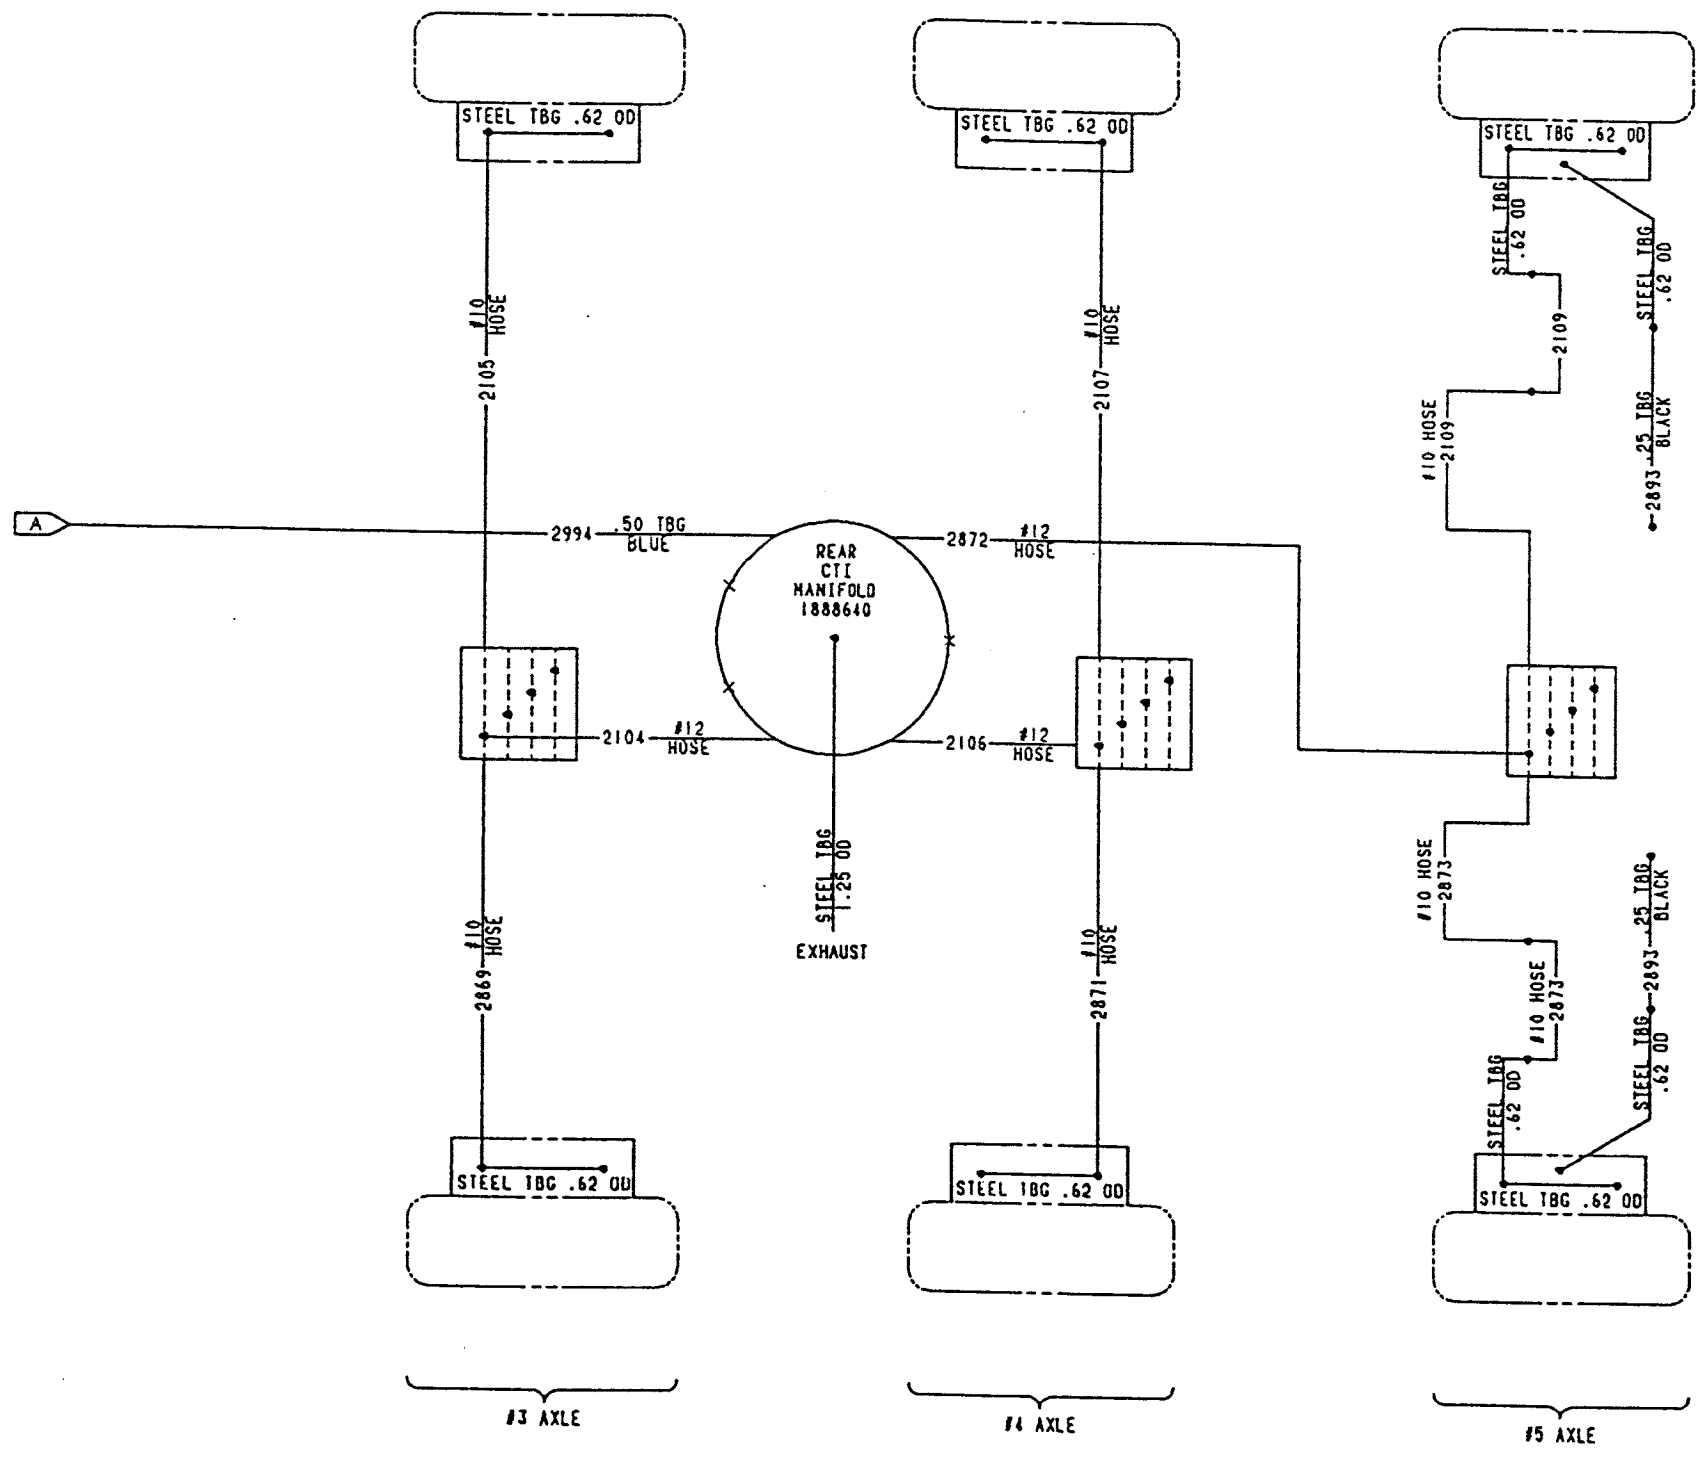 STEEL TBG .62 OD
STEEL TBG .62 OD
STEEL TBG .62 OD
#10
HOSE
2105
#10
HOSE
2107
STEEL TBG
.62 OD
2109
#10 HOSE
2109
STEEL TBG
.62 OD
.25 TBG
BLACK
2893
A
2994
.50 TBG
BLUE
REAR
CTI
MANIFOLD
1888640
2872
#12
HOSE
2104
#12
HOSE
2106
#12
HOSE
STEEL TBG
1.25 OD
EXHAUST
#10
HOSE
2869
#10
HOSE
2871
#10 HOSE
2873
#10 HOSE
2873
STEEL TBG
.62 OD
.25 TBG
BLACK
2893
STEEL TBG
.62 OD
STEEL TBG .62 OD
STEEL TBG .62 OD
STEEL TBG .62 OD
#3 AXLE
#4 AXLE
#5 AXLE